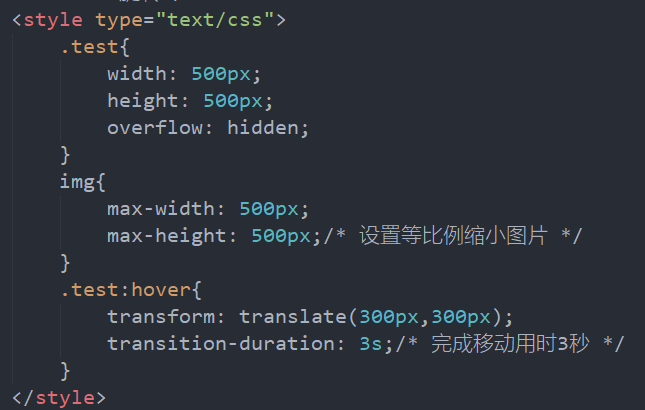 <style type="text/css">
.test{
width: 500px;
height: 500px;
overflow: hidden;
}
img{
max-width: 500px;
max-height: 500px;/* 设置等比例缩小图片 */
}
.test:hover{
transform: translate(300px,300px);
transition-duration: 3s;/* 完成移动用时3秒 */
}
</style>